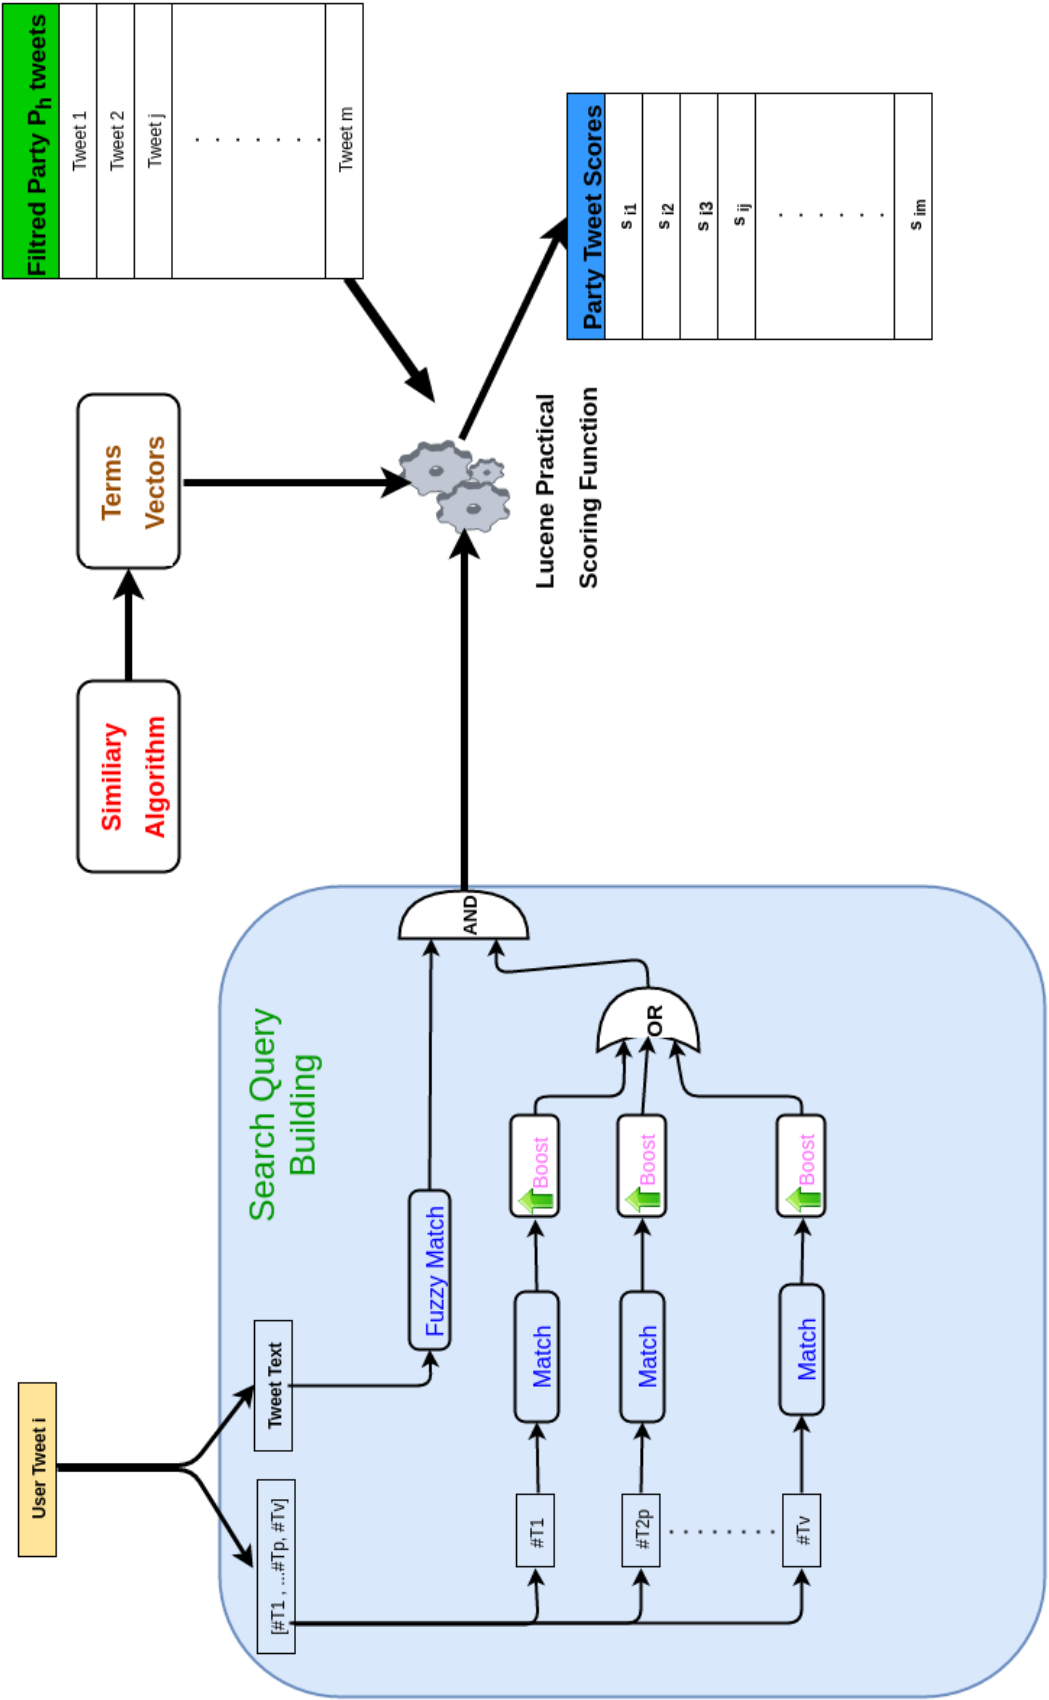 User Tweet i
[#T1 , ...#Tp, #Tv]
Tweet Text
Search Query
Building
Fuzzy Match
#T1
Match
Boost
#T2p
Match
Boost
. . . . . . . .
#Tv
Match
Boost
OR
AND
Similiary
Algorithm
Terms
Vectors
Lucene Practical
Scoring Function
Filtred Party Ph tweets
Tweet 1
Tweet 2
Tweet j
. . . . . . .
Tweet m
Party Tweet Scores
s i1
s i2
s i3
s ij
. . . . . .
s im